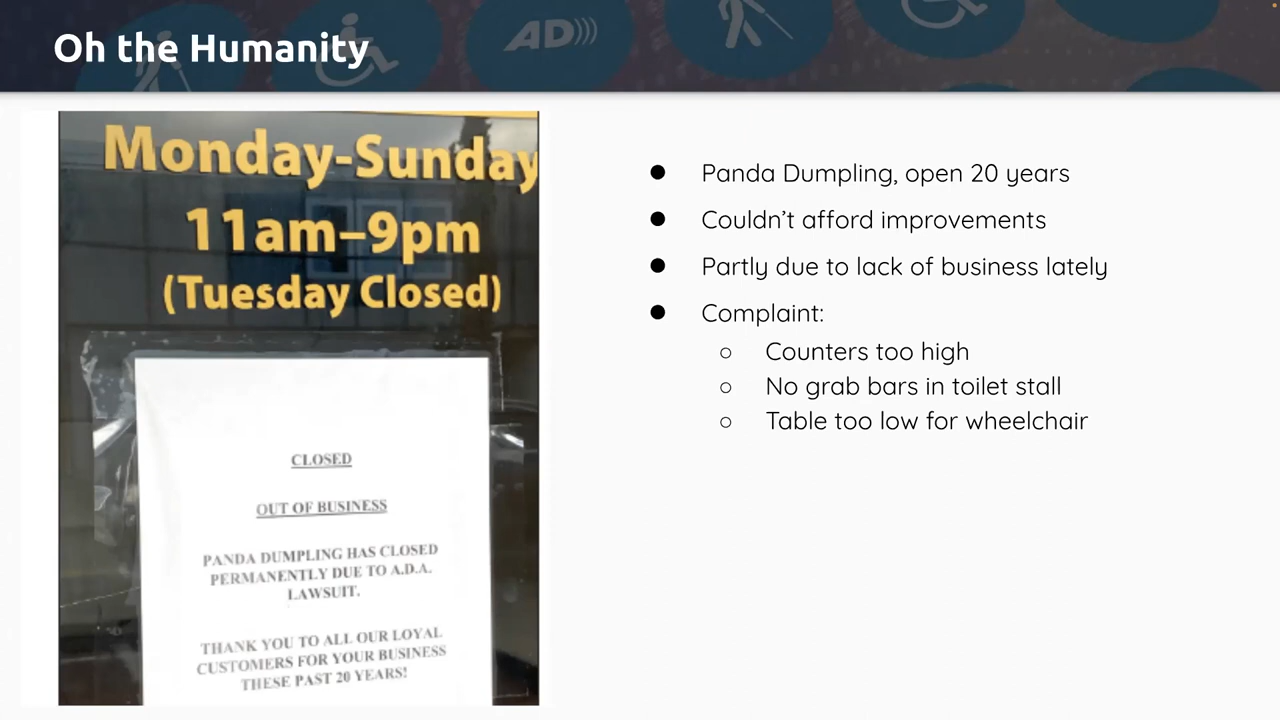 Oh the Humanity
AD)))
Monday-Sunday
11am–9pm
(Tuesday Closed)
CLOSED
OUT OF BUSINESS
PANDA DUMPLING HAS CLOSED
PERMANENTLY DUE TO A.D.A.
LAWSUIT.
THANK YOU TO ALL OUR LOYAL
CUSTOMERS FOR YOUR BUSINESS
THESE PAST 20 YEARS!
● Panda Dumpling, open 20 years
● Couldn’t afford improvements
● Partly due to lack of business lately
● Complaint:
○ Counters too high
○ No grab bars in toilet stall
○ Table too low for wheelchair